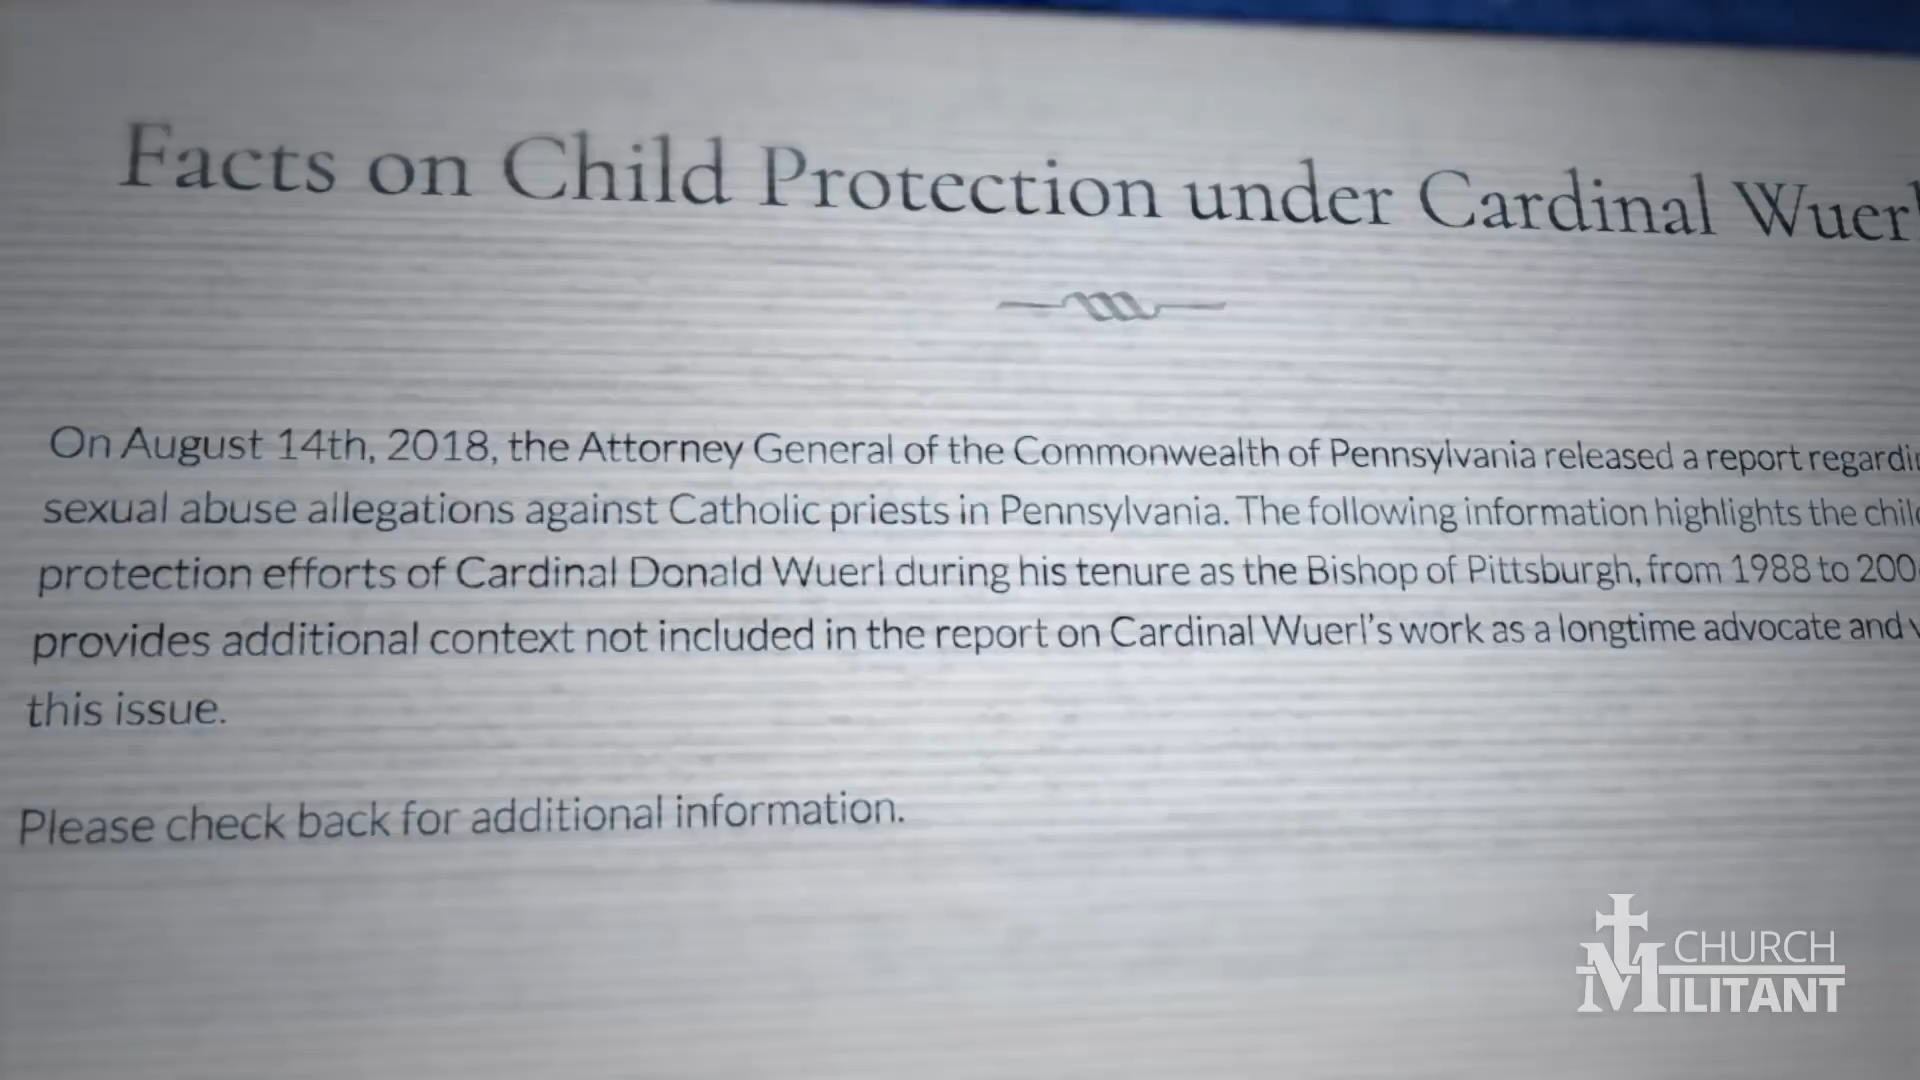 Facts on Child Protection under Cardinal Wuerl
On August 14th, 2018, the Attorney General of the Commonwealth of Pennsylvania released a report
sexual abuse allegations against Catholic priests in Pennsylvania. The following information highlights the
protection efforts of Cardinal Donald Wuerl during his tenure as the Bishop of Pittsburgh, from 1988 to
provides additional context not included in the report on Cardinal Wuerl's work as a longtime advocate and
this issue.
Please check back for additional information.
CHURCH
MILITANT